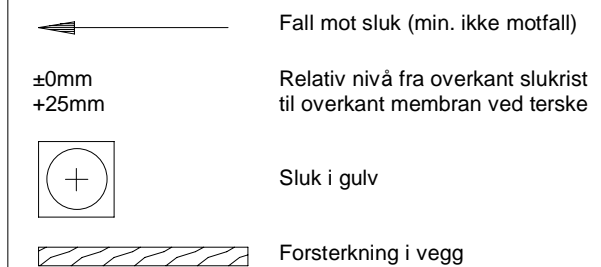 Fall mot sluk (min. ikke motfall)
±0mm Relativ nivå fra overkant slukrist
+25mm til overkant membran ved terske
Sluk i gulv
Forsterkning i vegg